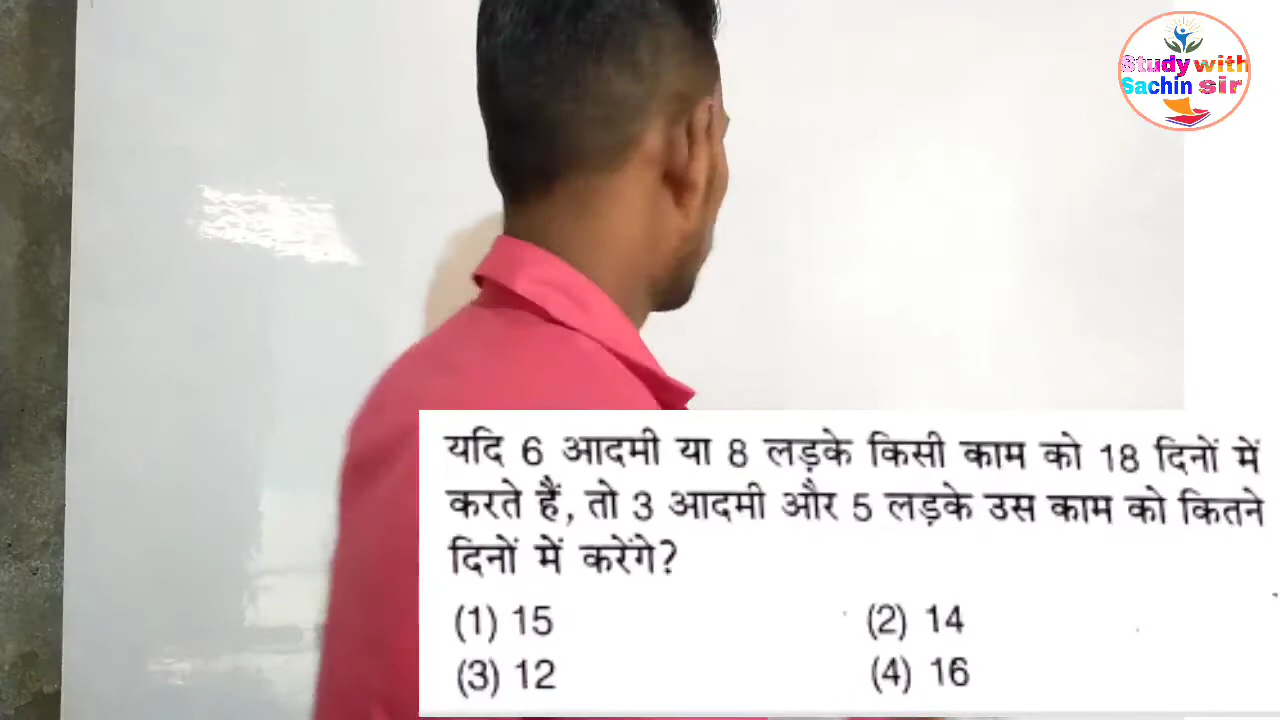 Study with
Sachin sir
यदि 6 आदमी या 8 लड़के किसी काम को 18 दिनों में
करते हैं, तो 3 आदमी और 5 लड़के उस काम को कितने
दिनों में करेंगे?
(1) 15 (2) 14
(3) 12 (4) 16